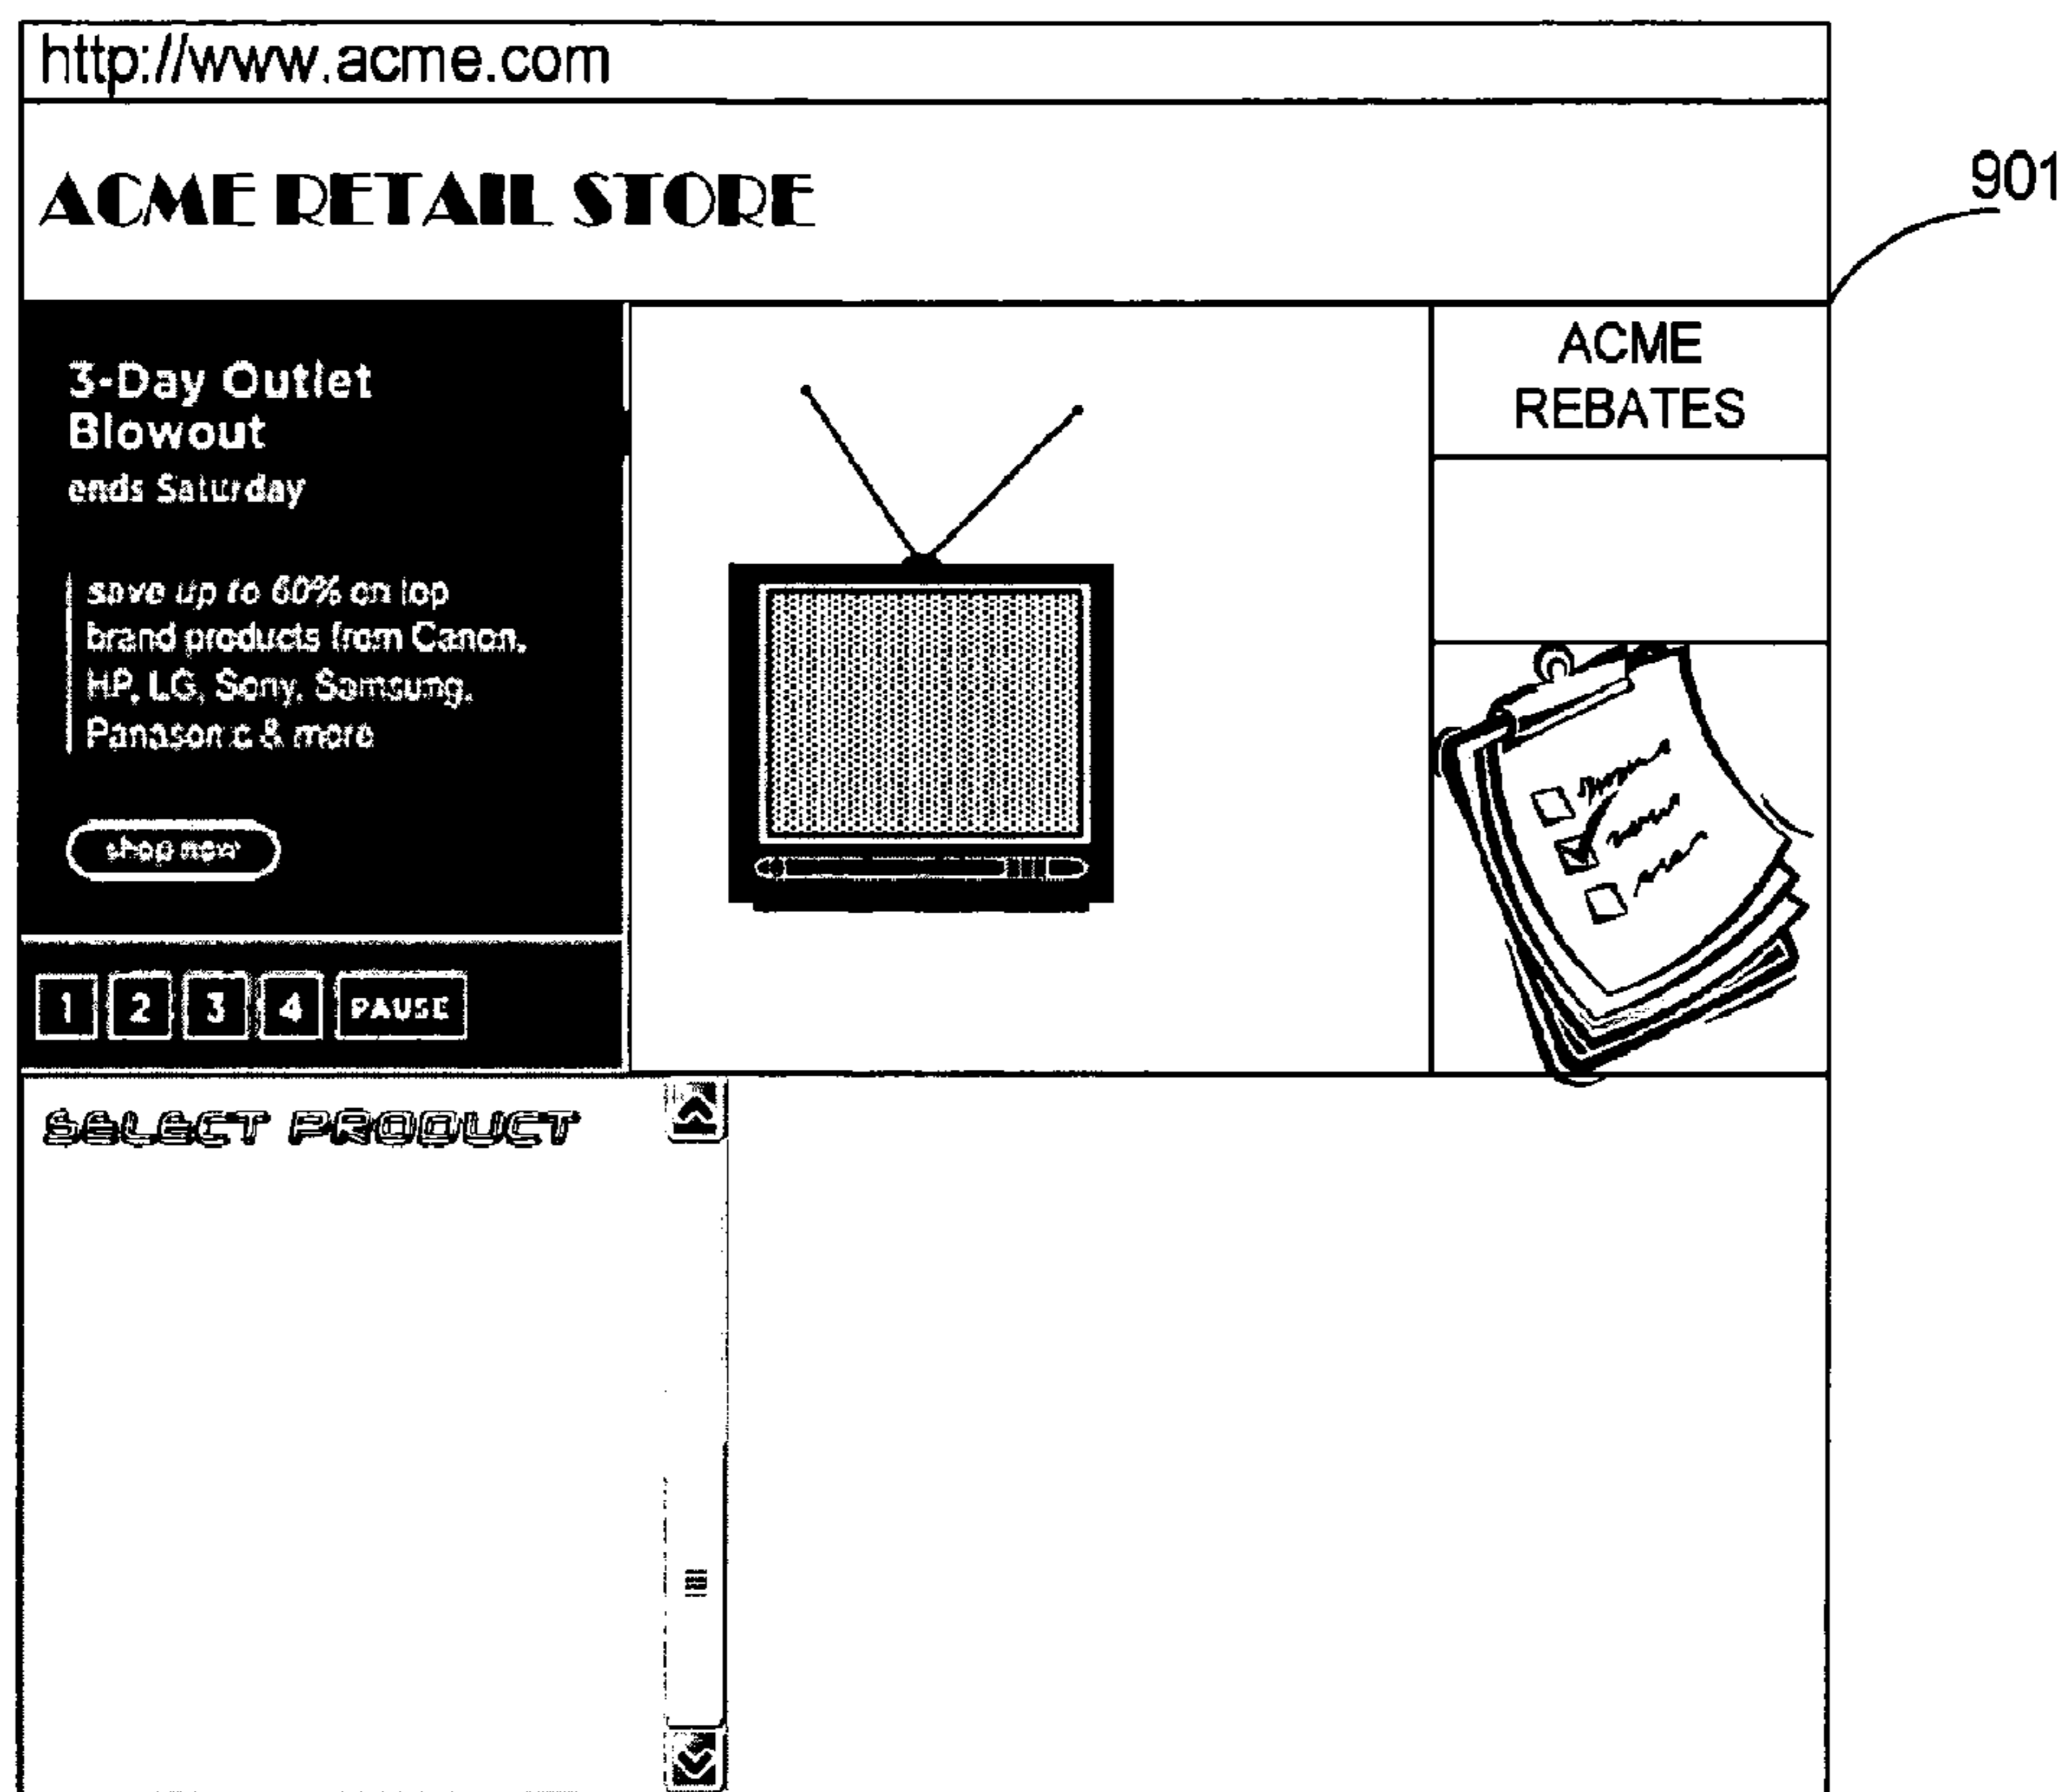 http://www.acme.com
ACME RETAIL STORE
901
3-Day Outlet
Blowout
ends Saturday
save up to 60% on top
brand products from Canon,
HP, LG, Sony, Samsung,
Panasonic & more
shop now
1 2 3 4 PAUSE
ACME
REBATES
SELECT PRODUCT